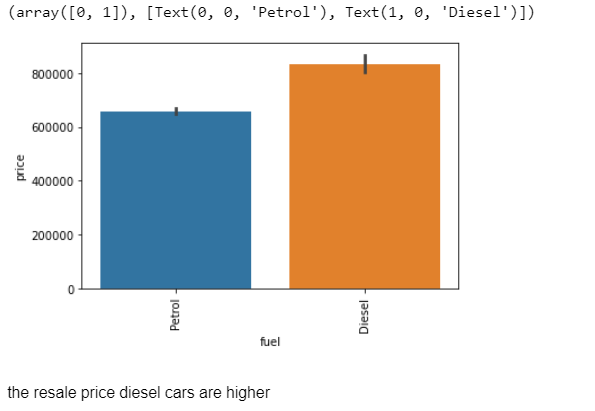 (array([0, 1]), [Text(0, 0, 'Petrol'), Text(1, 0, 'Diesel')])
800000
600000
400000
200000
0
price
Petrol
Diesel
fuel
the resale price diesel cars are higher